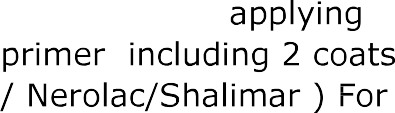 applying
primer including 2 coats
/ Nerolac/Shalimar ) For